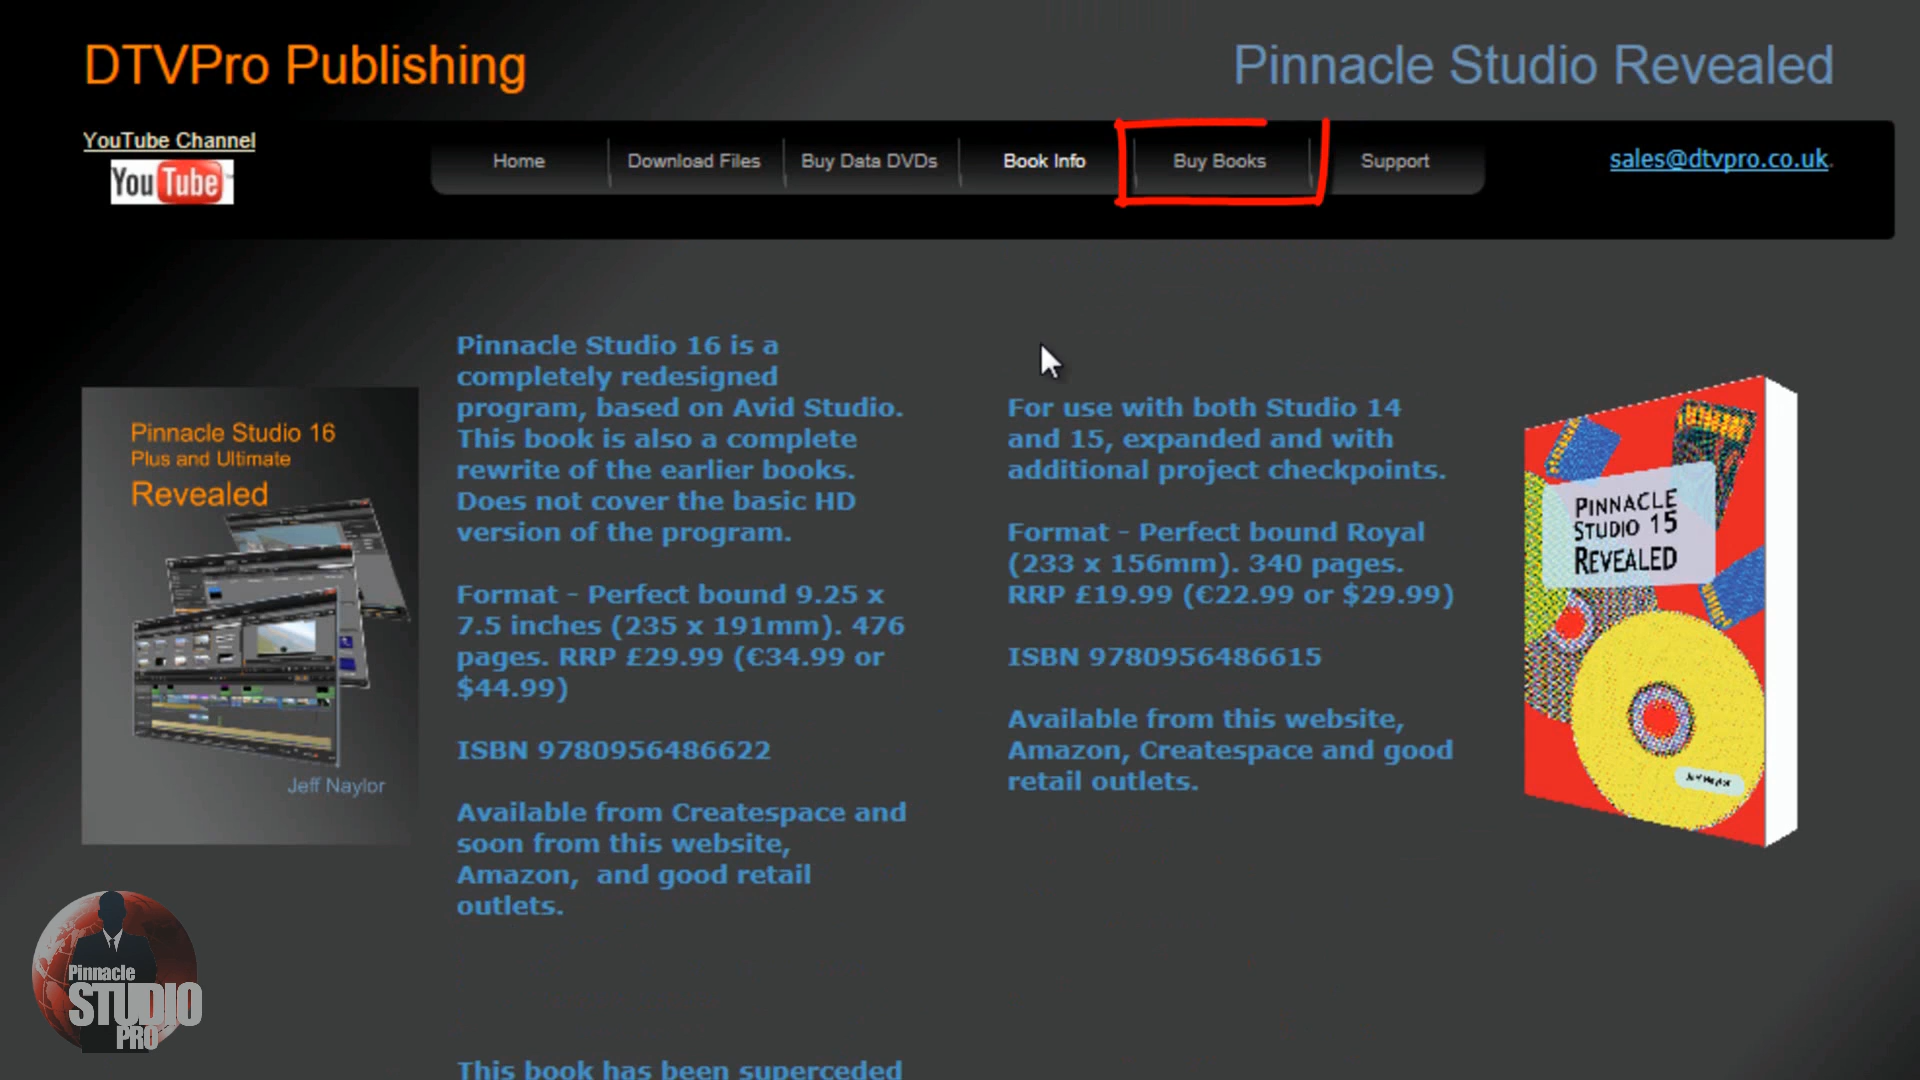 DTVPro Publishing
Pinnacle Studio Revealed
YouTube Channel
You Tube
Home
Download Files
Buy Data DVDs
Book Info
Buy Books
Support
sales@dtvpro.co.uk.
Pinnacle Studio 16
Plus and Ultimate
Revealed
Jeff Naylor
Pinnacle Studio 16 is a
completely redesigned
program, based on Avid Studio.
This book is also a complete
rewrite of the earlier books.
Does not cover the basic HD
version of the program.
Format - Perfect bound 9.25 x
7.5 inches (235 x 191mm). 476
pages. RRP £29.99 (€34.99 or
$44.99)
ISBN 9780956486622
Available from Createspace and
soon from this website,
Amazon,  and good retail
outlets.
This book has been superceded
For use with both Studio 14
and 15, expanded and with
additional project checkpoints.
Format - Perfect bound Royal
(233 x 156mm). 340 pages.
RRP £19.99 (€22.99 or $29.99)
ISBN 9780956486615
Available from this website,
Amazon, Createspace and good
retail outlets.
PINNACLE
STUDIO 15
REVEALED
Jeff Naylor
Pinnacle
STUDIO
PRO